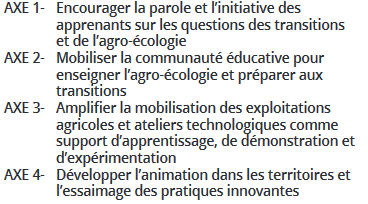 AXE 1- Encourager la parole et l'initiative des
apprenants sur les questions des transitions
et de l'agro-écologie
AXE 2- Mobiliser la communauté éducative pour
enseigner l'agro-écologie et préparer aux
transitions
AXE 3- Amplifier la mobilisation des exploitations
agricoles et ateliers technologiques comme
support d'apprentissage, de démonstration et
d'expérimentation
AXE 4- Développer l'animation dans les territoires et
l'essaimage des pratiques innovantes